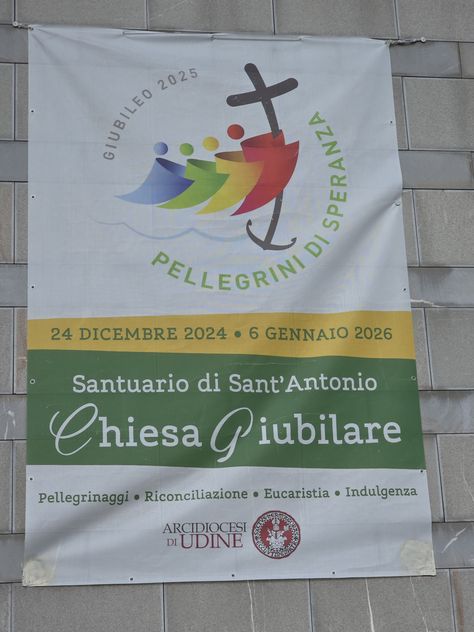 GIUBILEO 2025
PELLEGRINI DI SPERANZA
24 DICEMBRE 2024 • 6 GENNAIO 2026
Santuario di Sant'Antonio
Chiesa Giubilare
Pellegrinaggi • Riconciliazione • Eucaristia • Indulgenza
ARCIDIOCESI
DI UDINE